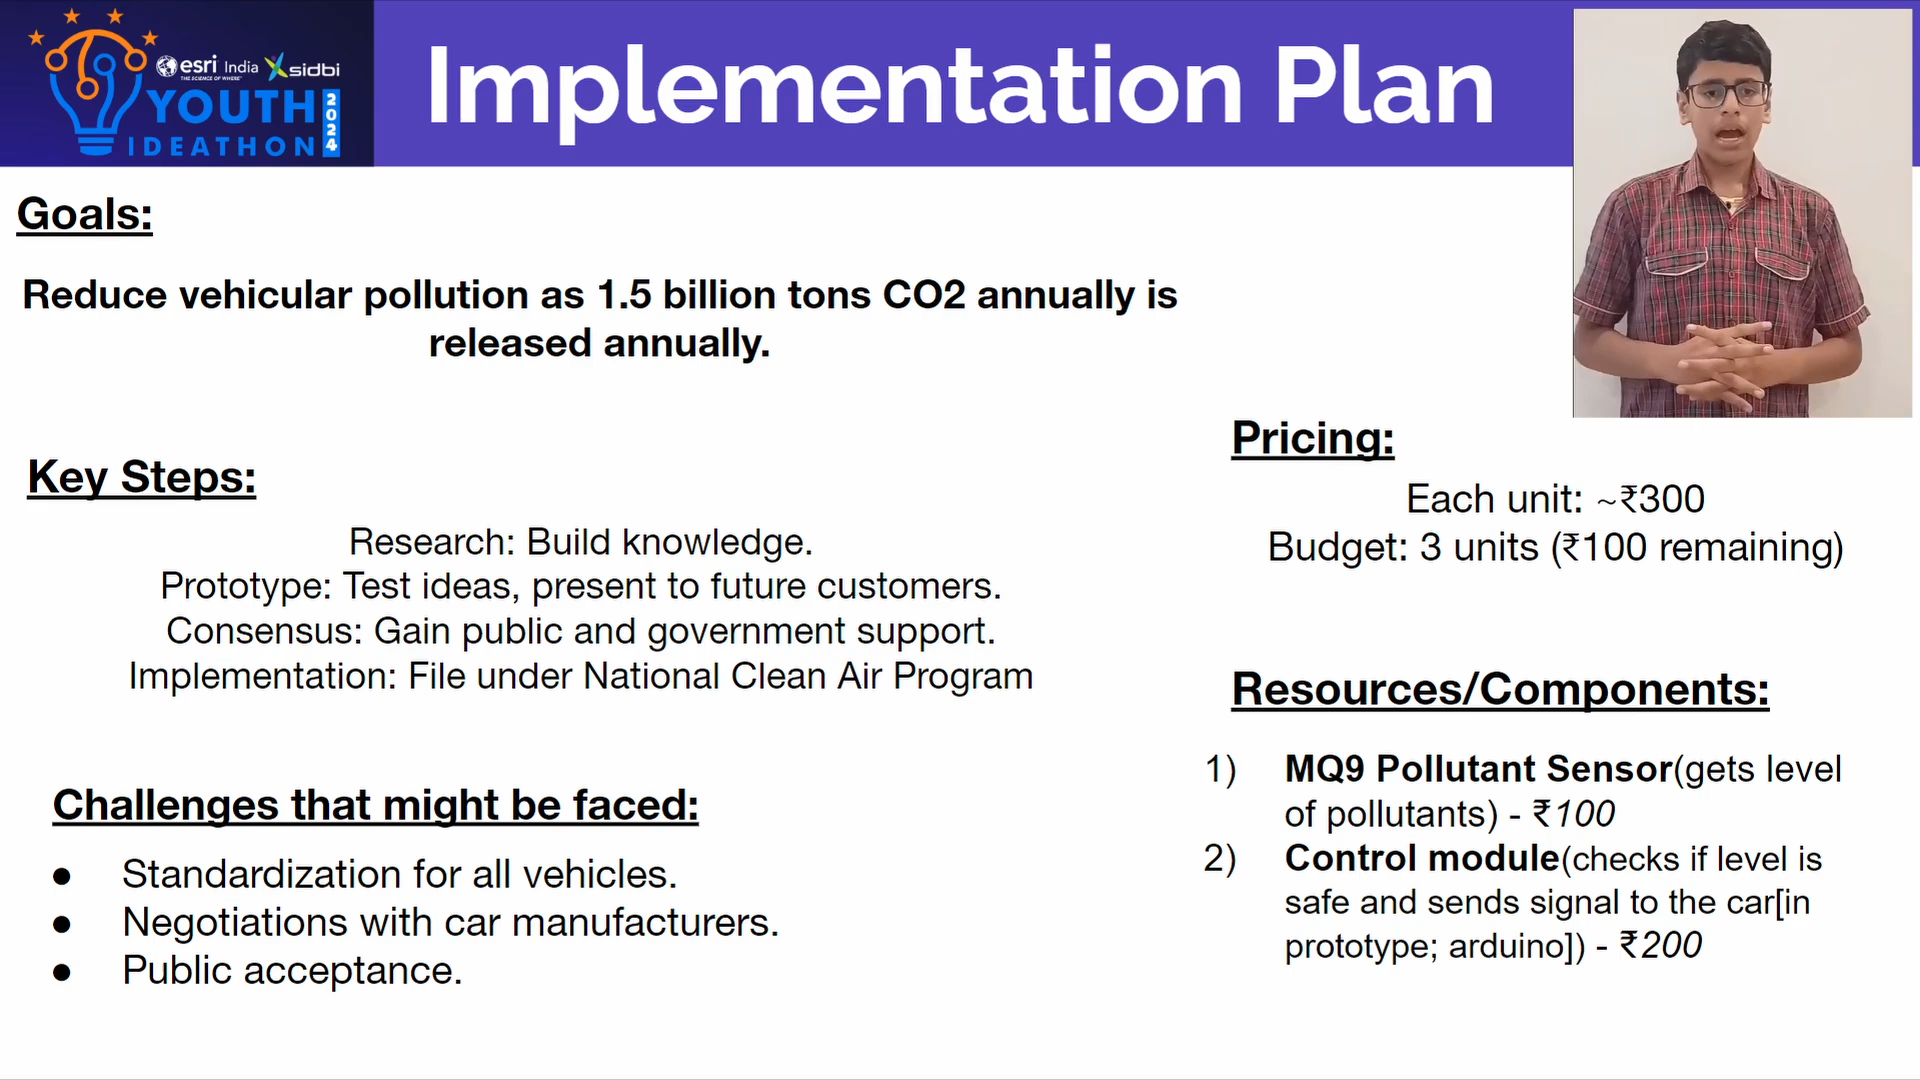 esri India sidbi
THE SCIENCE OF WHERE
YOUTH
IDEATHON
2024
Implementation Plan
Goals:
Reduce vehicular pollution as 1.5 billion tons CO2 annually is
released annually.
Key Steps:
Research: Build knowledge.
Prototype: Test ideas, present to future customers.
Consensus: Gain public and government support.
Implementation: File under National Clean Air Program
Challenges that might be faced:
● Standardization for all vehicles.
● Negotiations with car manufacturers.
● Public acceptance.
Pricing:
Each unit: ~₹300
Budget: 3 units (₹100 remaining)
Resources/Components:
1) MQ9 Pollutant Sensor(gets level
of pollutants) - ₹100
2) Control module(checks if level is
safe and sends signal to the car[in
prototype; arduino]) - ₹200